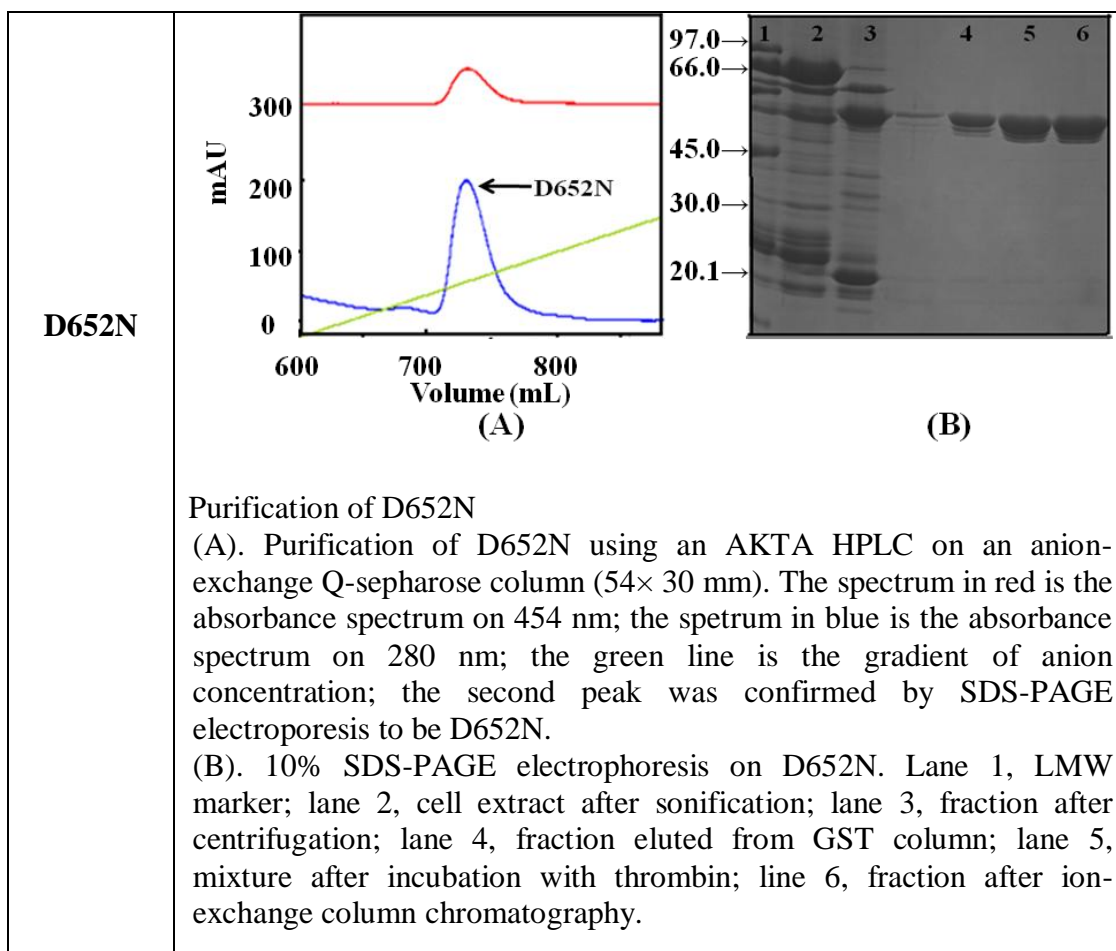 D652N
mAU
300
200
100
0
D652N
600
700
800
Volume (mL)
(A)
1 2 3 4 5 6
97.0→
66.0→
45.0→
30.0→
20.1→
(B)
Purification of D652N
(A). Purification of D652N using an AKTA HPLC on an anion-
exchange Q-sepharose column (54× 30 mm). The spectrum in red is the
absorbance spectrum on 454 nm; the spetrum in blue is the absorbance
spectrum on 280 nm; the green line is the gradient of anion
concentration; the second peak was confirmed by SDS-PAGE
electroporesis to be D652N.
(B). 10% SDS-PAGE electrophoresis on D652N. Lane 1, LMW
marker; lane 2, cell extract after sonification; lane 3, fraction after
centrifugation; lane 4, fraction eluted from GST column; lane 5,
mixture after incubation with thrombin; line 6, fraction after ion-
exchange column chromatography.